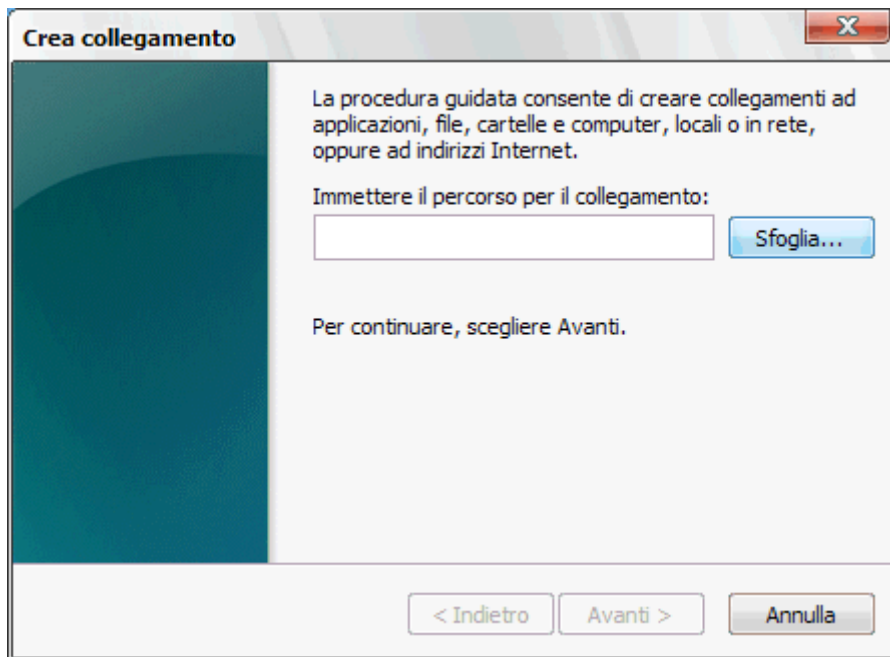 Crea collegamento
La procedura guidata consente di creare collegamenti ad
applicazioni, file, cartelle e computer, locali o in rete,
oppure ad indirizzi Internet.
Immettere il percorso per il collegamento:
Sfoglia...
Per continuare, scegliere Avanti.
< Indietro
Avanti >
Annulla